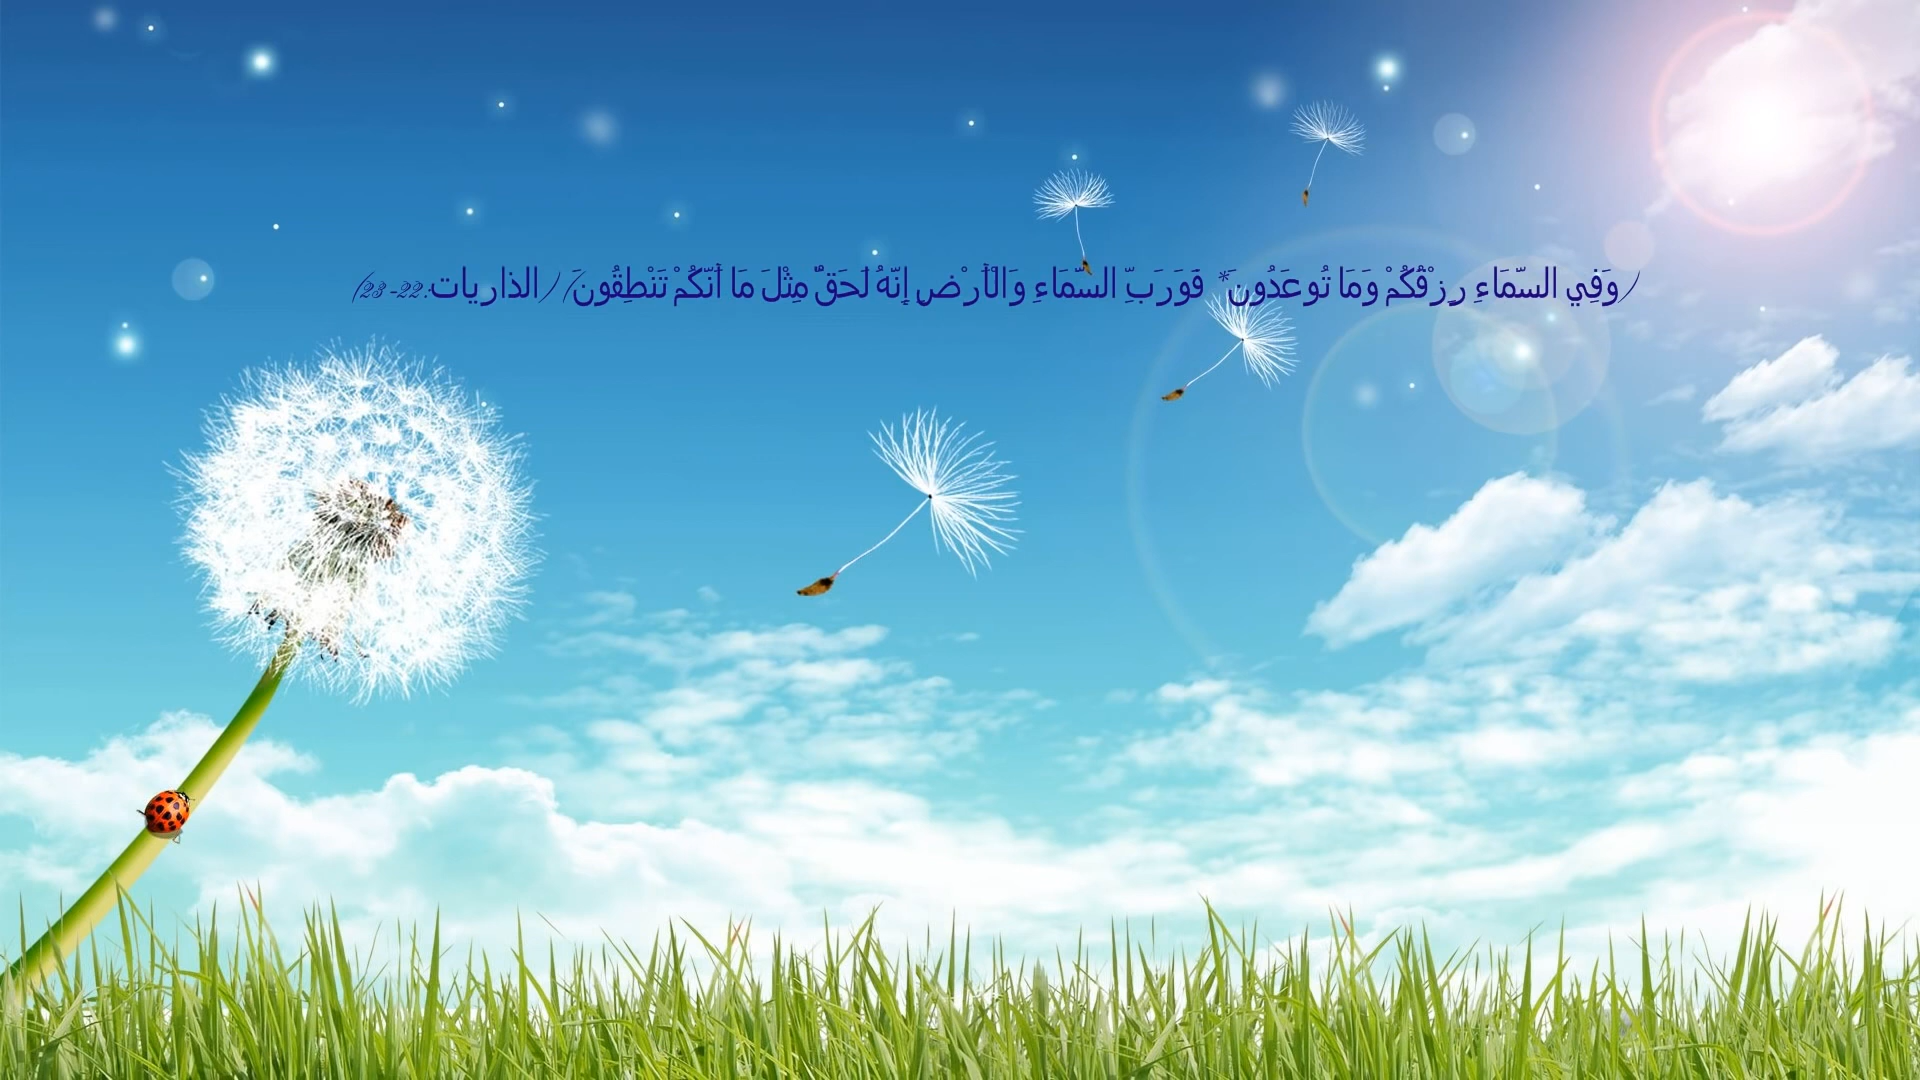 (وَفِي السَّمَاءِ رِزْقُكُمْ وَمَا تُوعَدُونَ* فَوَرَبِّ السَّمَاءِ وَالْأَرْضِ إِنَّهُ لَحَقٌّ مِثْلَ مَا أَنَّكُمْ تَنْطِقُونَ) (الذاريات:22-23)